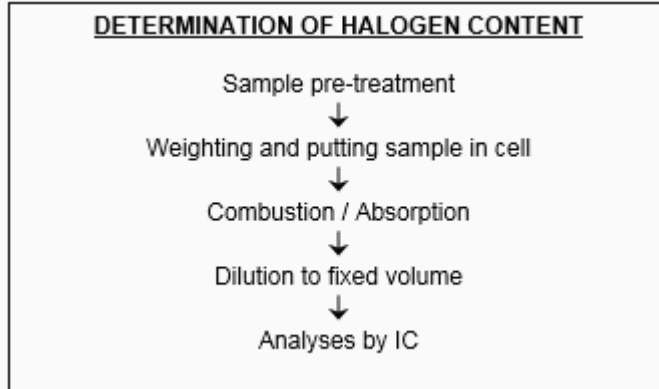 DETERMINATION OF HALOGEN CONTENT
Sample pre-treatment
↓
Weighting and putting sample in cell
↓
Combustion / Absorption
↓
Dilution to fixed volume
↓
Analyses by IC